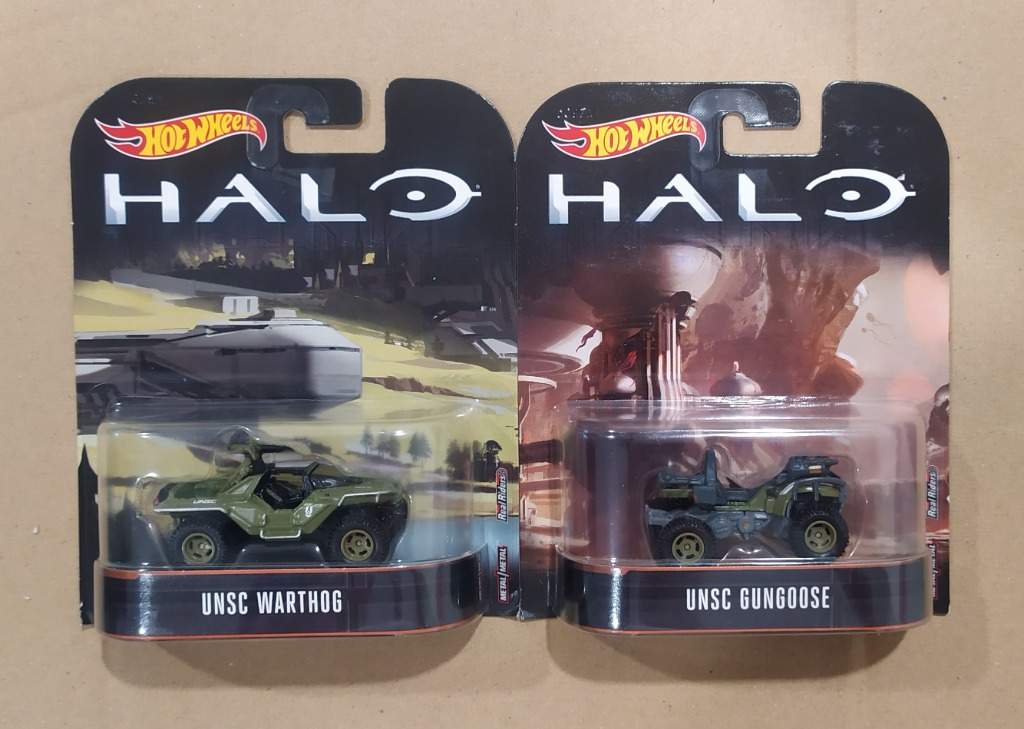 HOT WHEELS
HALO
UNSC
Real Riders
METAL/METAL
UNSC WARTHOG
HOT WHEELS
HALO
Real Riders
UNSC GUNGOOSE